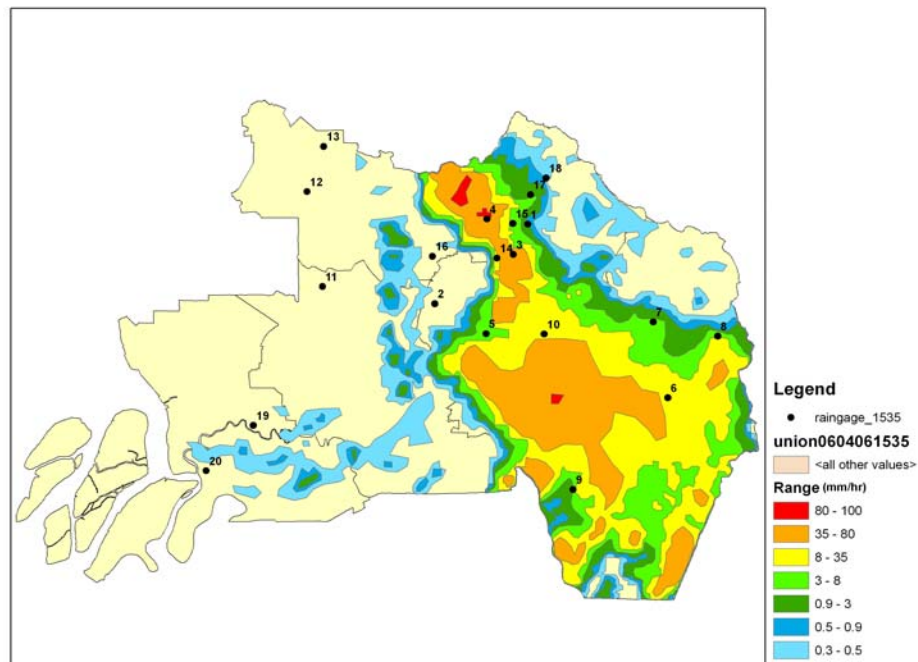 13
12
18
17
4
15
1
16
14
3
11
2
7
5
10
8
6
19
20
9
Legend
raingage_1535
union0604061535
<all other values>
Range (mm/hr)
80 - 100
35 - 80
8 - 35
3 - 8
0.9 - 3
0.5 - 0.9
0.3 - 0.5